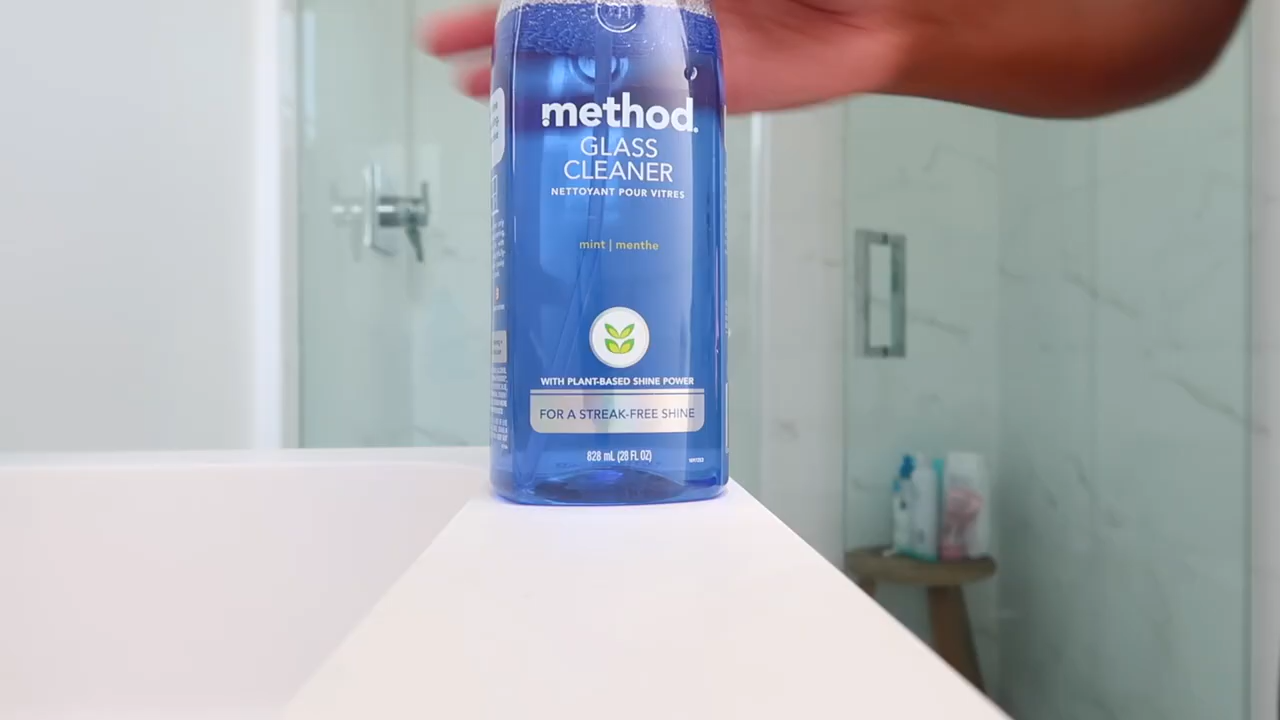 method.
GLASS
CLEANER
NETTOYANT POUR VITRES
mint | menthe
WITH PLANT-BASED SHINE POWER
FOR A STREAK-FREE SHINE
828 mL (28 FL OZ)